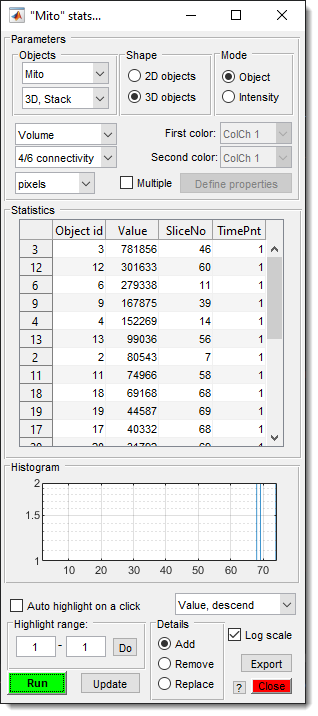 "Mito" stats...
Parameters
Objects
Mito
3D, Stack
Shape
2D objects
3D objects
Mode
Object
Intensity
Volume
First color: ColCh 1
4/6 connectivity
Second color: ColCh 1
pixels
Multiple
Define properties
Statistics
Object id Value SliceNo TimePnt
3 3 781856 46 1
12 12 301633 60 1
6 6 279338 11 1
9 9 167875 39 1
4 4 152269 14 1
13 13 99036 56 1
2 2 80543 7 1
11 11 74966 58 1
18 18 69168 68 1
19 19 44587 69 1
17 17 40332 68 1
Histogram
2
1.5
1
10 20 30 40 50 60 70
Auto highlight on a click
Value, descend
Highlight range:
1 - 1 Do
Run
Update
Details
Add
Remove
Replace
Log scale
Export
? Close